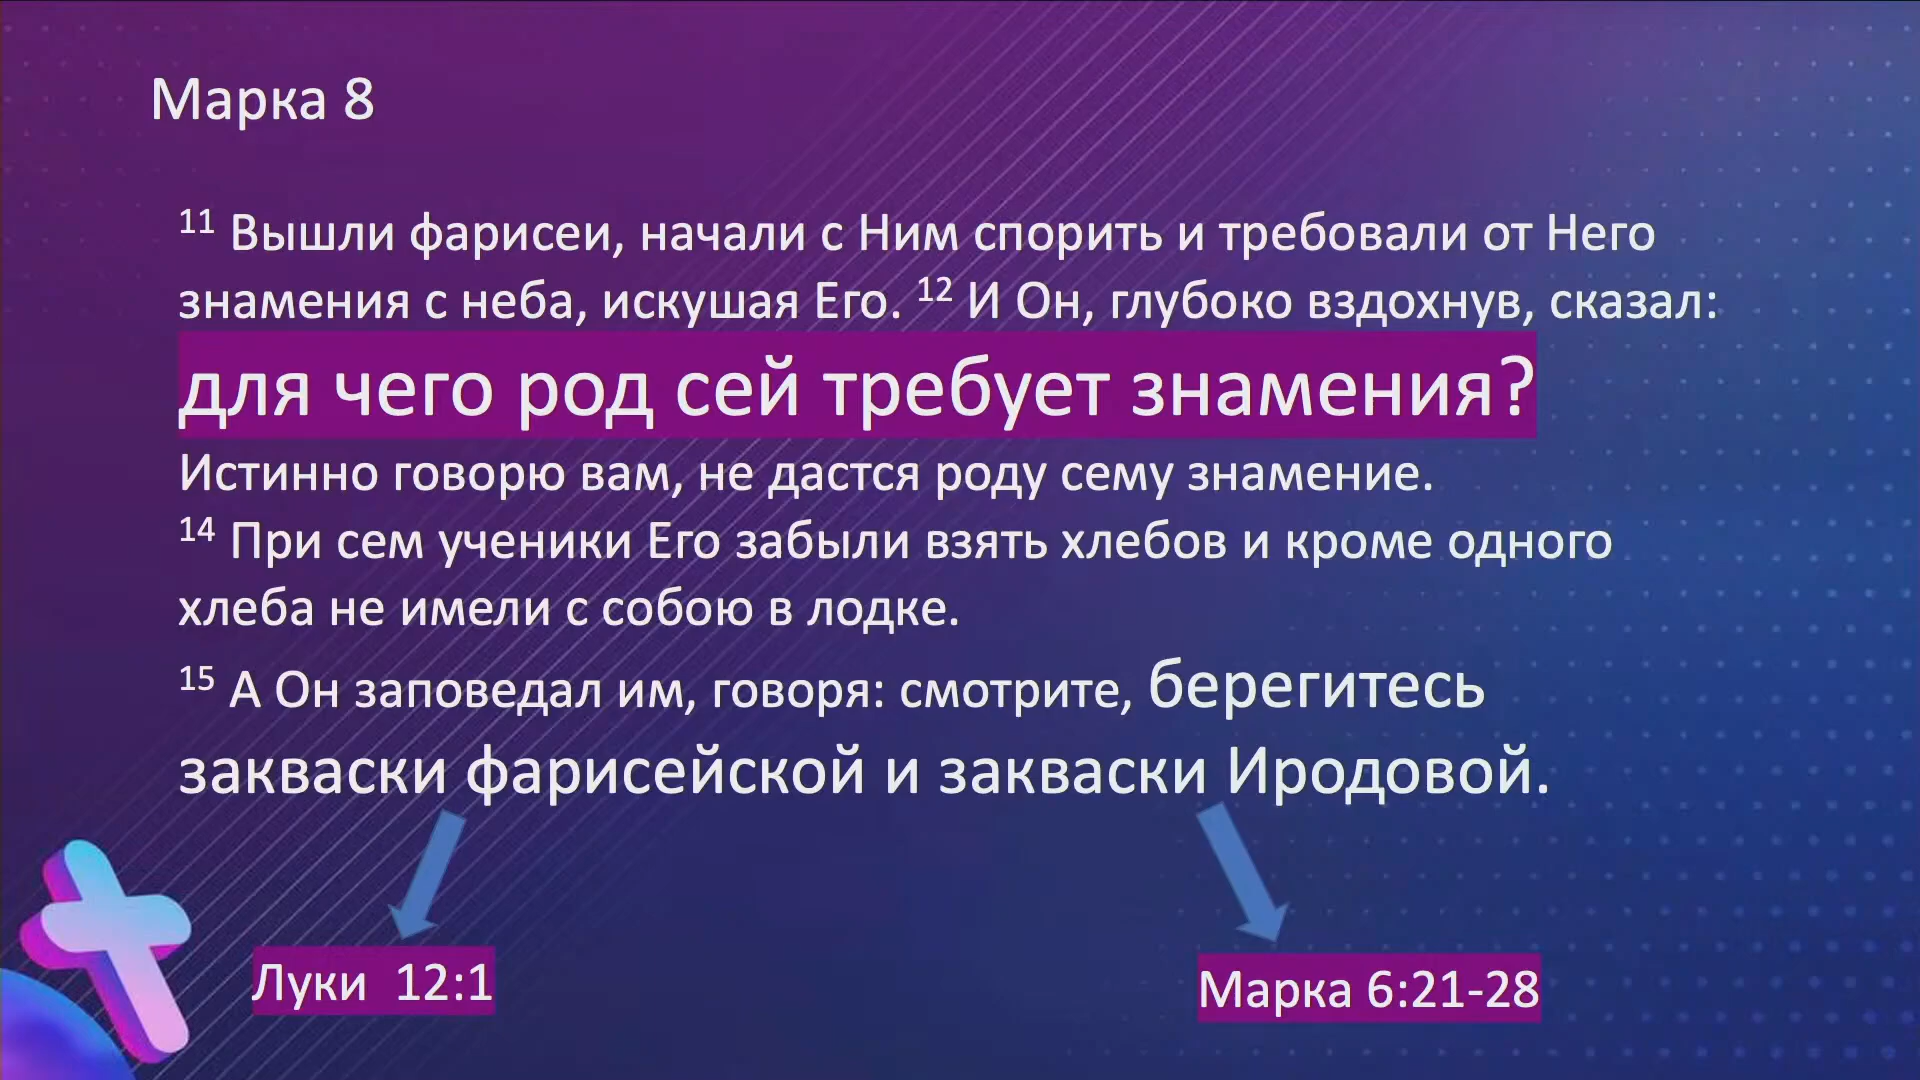 Марка 8
11 Вышли фарисеи, начали с Ним спорить и требовали от Него
знамения с неба, искушая Его. 12 И Он, глубоко вздохнув, сказал:
для чего род сей требует знамения?
Истинно говорю вам, не дастся роду сему знамение.
14 При сем ученики Его забыли взять хлебов и кроме одного
хлеба не имели с собою в лодке.
15 А Он заповедал им, говоря: смотрите, берегитесь
закваски фарисейской и закваски Иродовой.
Луки 12:1
Марка 6:21-28